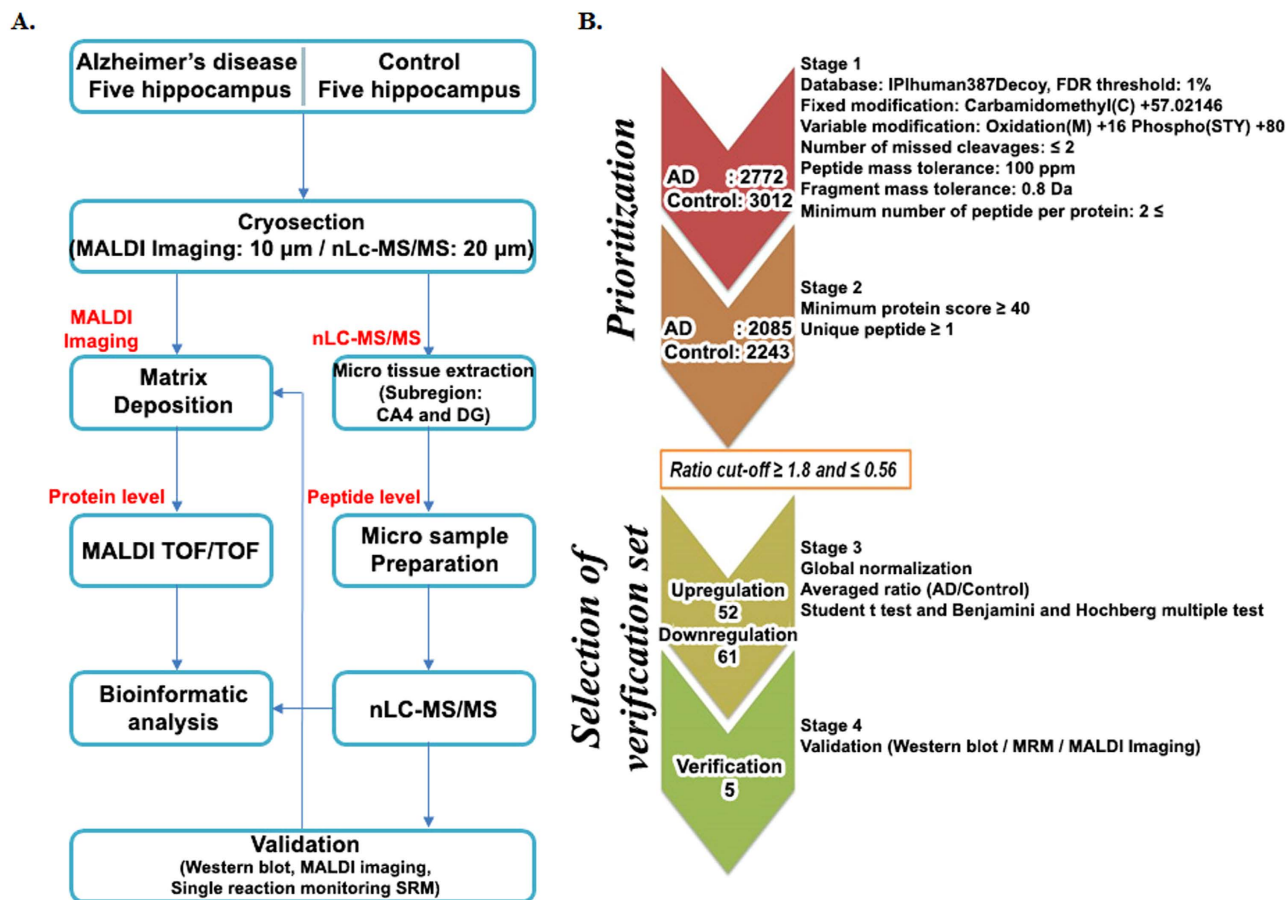 A.
Alzheimer's disease
Five hippocampus
Control
Five hippocampus
Cryosection
(MALDI Imaging: 10 µm / nLc-MS/MS: 20 µm)
MALDI
Imaging
nLC-MS/MS
Matrix
Deposition
Micro tissue extraction
(Subregion:
CA4 and DG)
Protein level
Peptide level
MALDI TOF/TOF
Micro sample
Preparation
Bioinformatic
analysis
nLC-MS/MS
Validation
(Western blot, MALDI imaging,
Single reaction monitoring SRM)
B.
Prioritization
AD : 2772
Control: 3012
Stage 1
Database: IPIhuman387Decoy, FDR threshold: 1%
Fixed modification: Carbamidomethyl(C) +57.02146
Variable modification: Oxidation(M) +16 Phospho(STY) +80
Number of missed cleavages: ≤ 2
Peptide mass tolerance: 100 ppm
Fragment mass tolerance: 0.8 Da
Minimum number of peptide per protein: 2 ≤
AD : 2085
Control: 2243
Stage 2
Minimum protein score ≥ 40
Unique peptide ≥ 1
Ratio cut-off ≥ 1.8 and ≤ 0.56
Selection of
verification set
Upregulation
52
Downregulation
61
Stage 3
Global normalization
Averaged ratio (AD/Control)
Student t test and Benjamini and Hochberg multiple test
Verification
5
Stage 4
Validation (Western blot / MRM / MALDI Imaging)